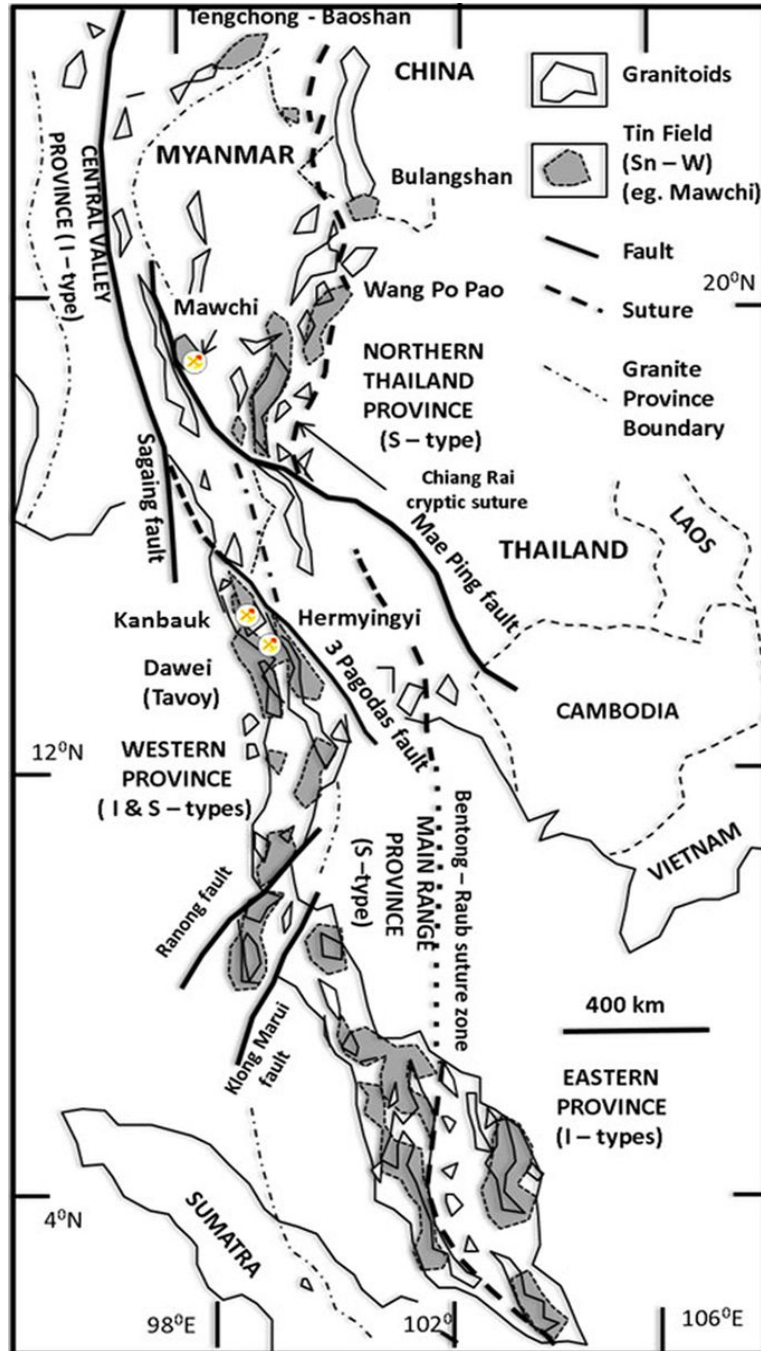 Tengchong - Baoshan
CHINA
Granitoids
MYANMAR
Tin Field
(Sn – W)
(eg. Mawchi)
CENTRAL VALLEY
PROVINCE ( I – type)
Bulangshan
Fault
Mawchi
Wang Po Pao
20⁰N
Suture
NORTHERN
THAILAND
PROVINCE
(S – type)
Granite
Province
Boundary
Sagaing fault
Chiang Rai
cryptic suture
Mae Ping fault
THAILAND
LAOS
Kanbauk
Hermyingyi
Dawei
(Tavoy)
3 Pagodas fault
CAMBODIA
12⁰N
WESTERN
PROVINCE
( I & S – types)
Bentong – Raub suture zone
MAIN RANGE
PROVINCE
(S –type)
VIETNAM
Ranong fault
400 km
Klong Marui
fault
EASTERN
PROVINCE
(I – types)
4⁰N
SUMATRA
98⁰E
102⁰
106⁰E